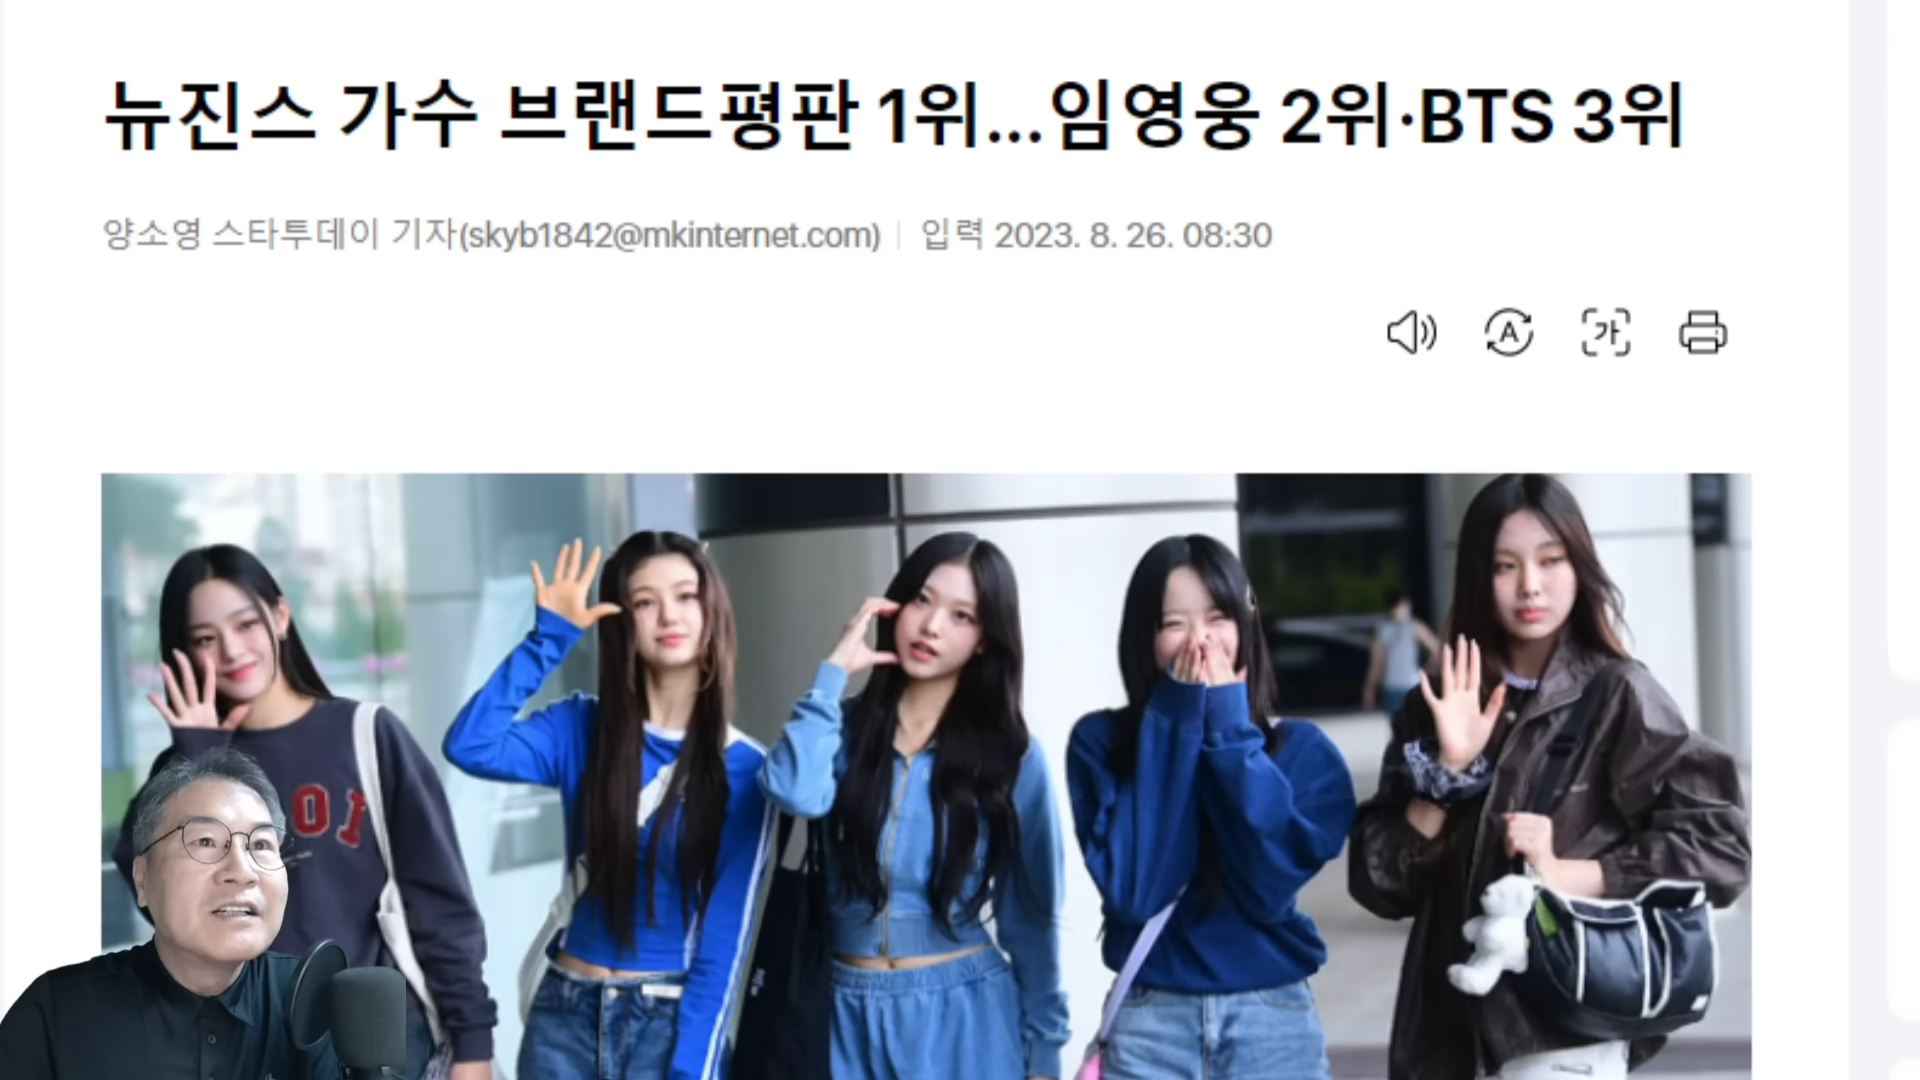 뉴진스 가수 브랜드평판 1위...임영웅 2위·BTS 3위
양소영 스타투데이 기자(skyb1842@mkinternet.com) 입력 2023. 8. 26. 08:30
A 가